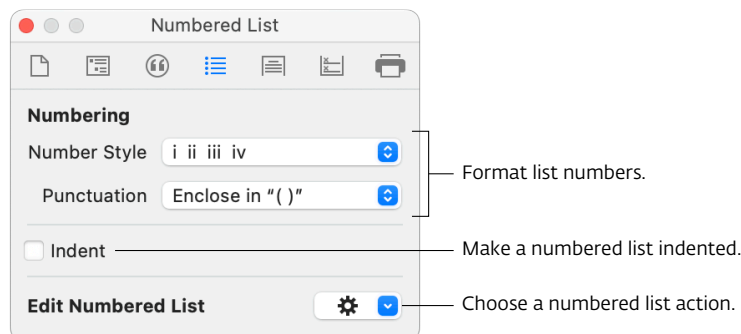 Numbered List
Numbering
Number Style i ii iii iv
Format list numbers.
Punctuation Enclose in “( )”
Indent
Make a numbered list indented.
Edit Numbered List
Choose a numbered list action.